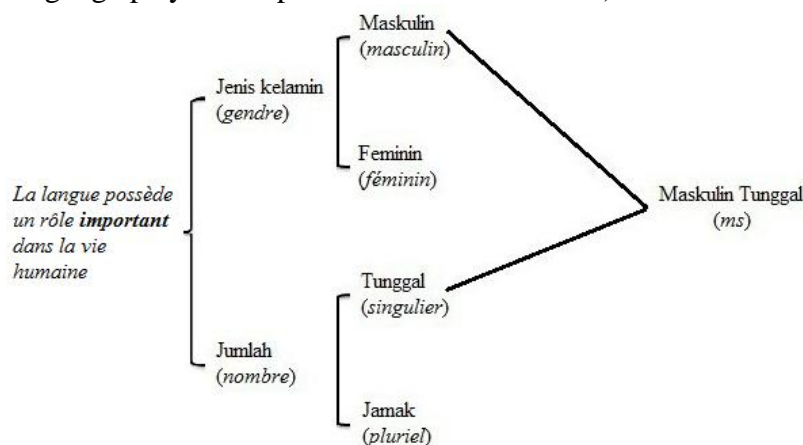 La langue possède
un rôle important
dans la vie
humaine
Jenis kelamin
(gendre)
Jumlah
(nombre)
Maskulin
(masculin)
Feminin
(féminin)
Tunggal
(singulier)
Jamak
(pluriel)
Maskulin Tunggal
(ms)